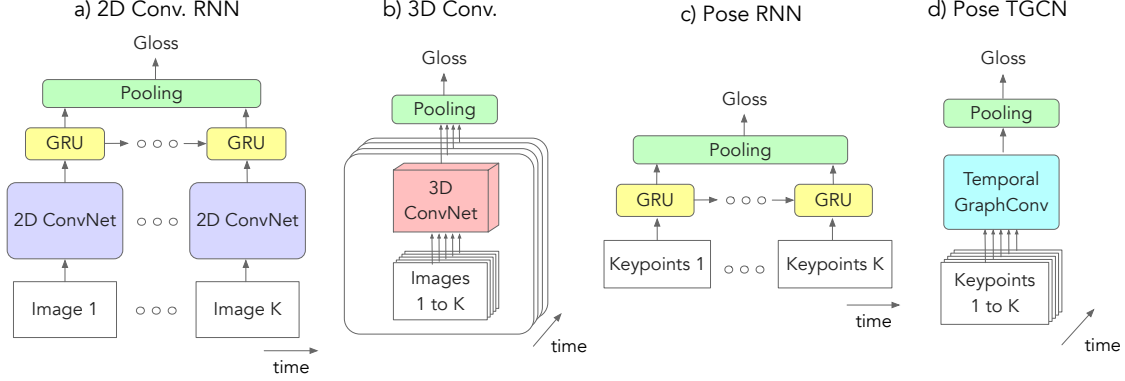 a) 2D Conv. RNN
Gloss
Pooling
GRU
GRU
2D ConvNet
2D ConvNet
Image 1
Image K
time
b) 3D Conv.
Gloss
Pooling
3D
ConvNet
Images
1 to K
time
c) Pose RNN
Gloss
Pooling
GRU
GRU
Keypoints 1
Keypoints K
time
d) Pose TGCN
Gloss
Pooling
Temporal
GraphConv
Keypoints
1 to K
time